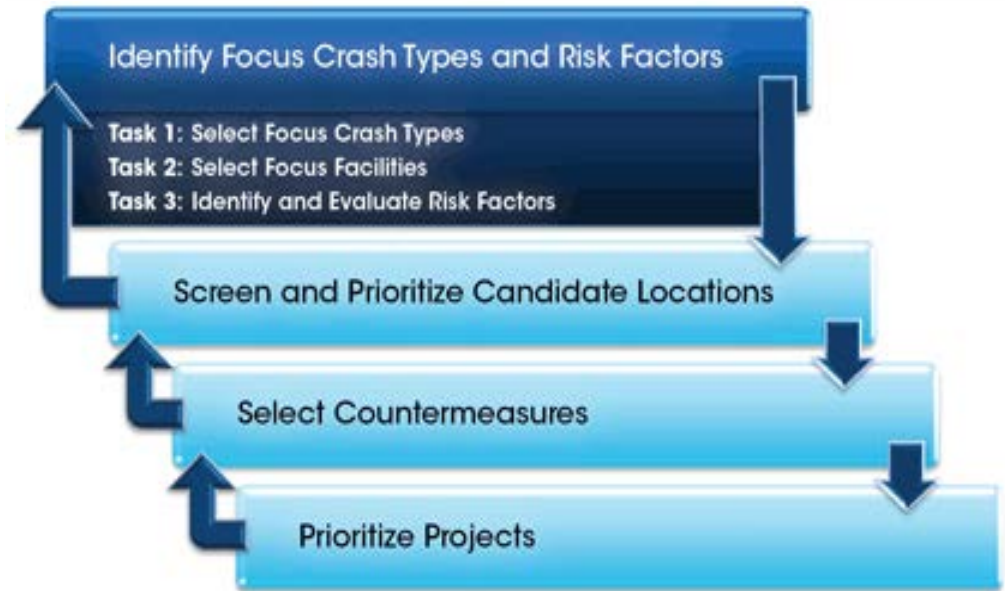 Identify Focus Crash Types and Risk Factors
Task 1: Select Focus Crash Types
Task 2: Select Focus Facilities
Task 3: Identify and Evaluate Risk Factors
Screen and Prioritize Candidate Locations
Select Countermeasures
Prioritize Projects